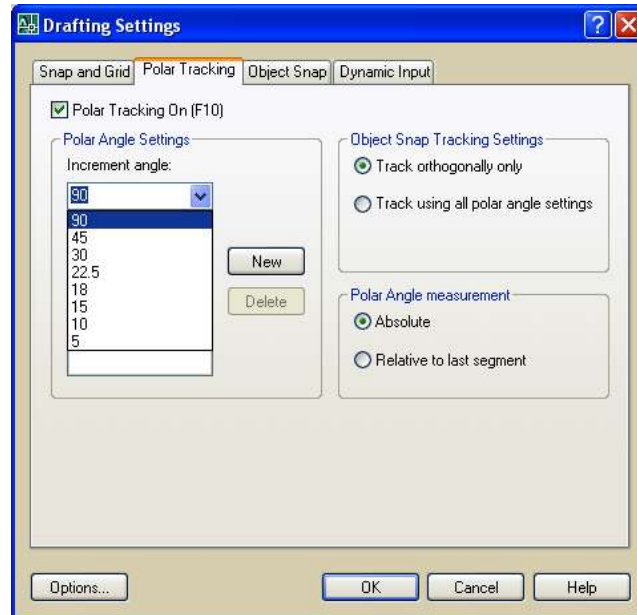 Drafting Settings
Snap and Grid Polar Tracking Object Snap Dynamic Input
Polar Tracking On (F10)
Polar Angle Settings
Increment angle:
90
90
45
30
22.5
18
15
10
5
New
Delete
Object Snap Tracking Settings
Track orthogonally only
Track using all polar angle settings
Polar Angle measurement
Absolute
Relative to last segment
Options... OK Cancel Help